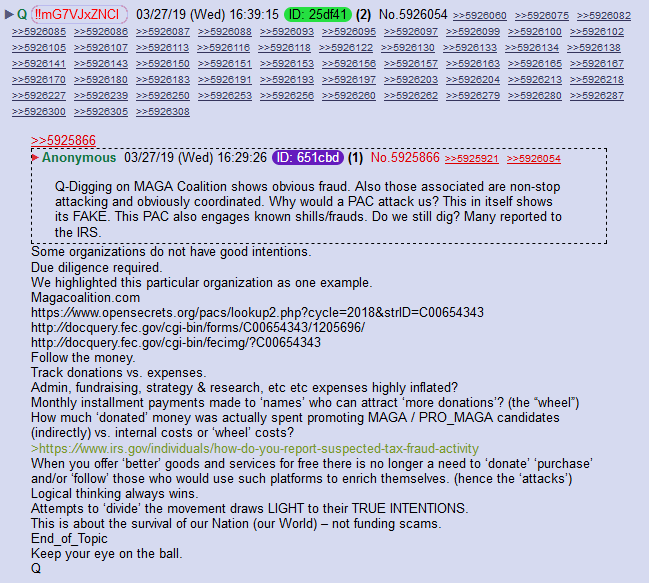 ▶ Q !!mG7VJxZNCI 03/27/19 (Wed) 16:39:15 ID: 25df41 (2) No.5926054 >>5926060 >>5926075 >>5926082
>>5926085 >>5926086 >>5926087 >>5926088 >>5926093 >>5926095 >>5926097 >>5926099 >>5926100 >>5926102
>>5926105 >>5926107 >>5926113 >>5926116 >>5926118 >>5926122 >>5926130 >>5926133 >>5926134 >>5926138
>>5926141 >>5926143 >>5926150 >>5926151 >>5926153 >>5926156 >>5926157 >>5926163 >>5926165 >>5926167
>>5926170 >>5926180 >>5926183 >>5926191 >>5926193 >>5926197 >>5926203 >>5926204 >>5926213 >>5926218
>>5926227 >>5926239 >>5926250 >>5926253 >>5926256 >>5926260 >>5926262 >>5926279 >>5926280 >>5926287
>>5926300 >>5926305 >>5926308
>>5925866
▶ Anonymous 03/27/19 (Wed) 16:29:26 ID: 651cbd (1) No.5925866 >>5925921 >>5926054
Q-Digging on MAGA Coalition shows obvious fraud. Also those associated are non-stop
attacking and obviously coordinated. Why would a PAC attack us? This in itself shows
its FAKE. This PAC also engages known shills/frauds. Do we still dig? Many reported to
the IRS.
Some organizations do not have good intentions.
Due diligence required.
We highlighted this particular organization as one example.
Magacoalition.com
https://www.opensecrets.org/pacs/lookup2.php?cycle=2018&strID=C00654343
http://docquery.fec.gov/cgi-bin/forms/C00654343/1205696/
http://docquery.fec.gov/cgi-bin/fecimg/?C00654343
Follow the money.
Track donations vs. expenses.
Admin, fundraising, strategy & research, etc etc expenses highly inflated?
Monthly installment payments made to ‘names’ who can attract ‘more donations’? (the “wheel”)
How much ‘donated’ money was actually spent promoting MAGA / PRO_MAGA candidates
(indirectly) vs. internal costs or ‘wheel’ costs?
>https://www.irs.gov/individuals/how-do-you-report-suspected-tax-fraud-activity
When you offer ‘better’ goods and services for free there is no longer a need to ‘donate’ ‘purchase’
and/or ‘follow’ those who would use such platforms to enrich themselves. (hence the ‘attacks’)
Logical thinking always wins.
Attempts to ‘divide’ the movement draws LIGHT to their TRUE INTENTIONS.
This is about the survival of our Nation (our World) – not funding scams.
End_of_Topic
Keep your eye on the ball.
Q